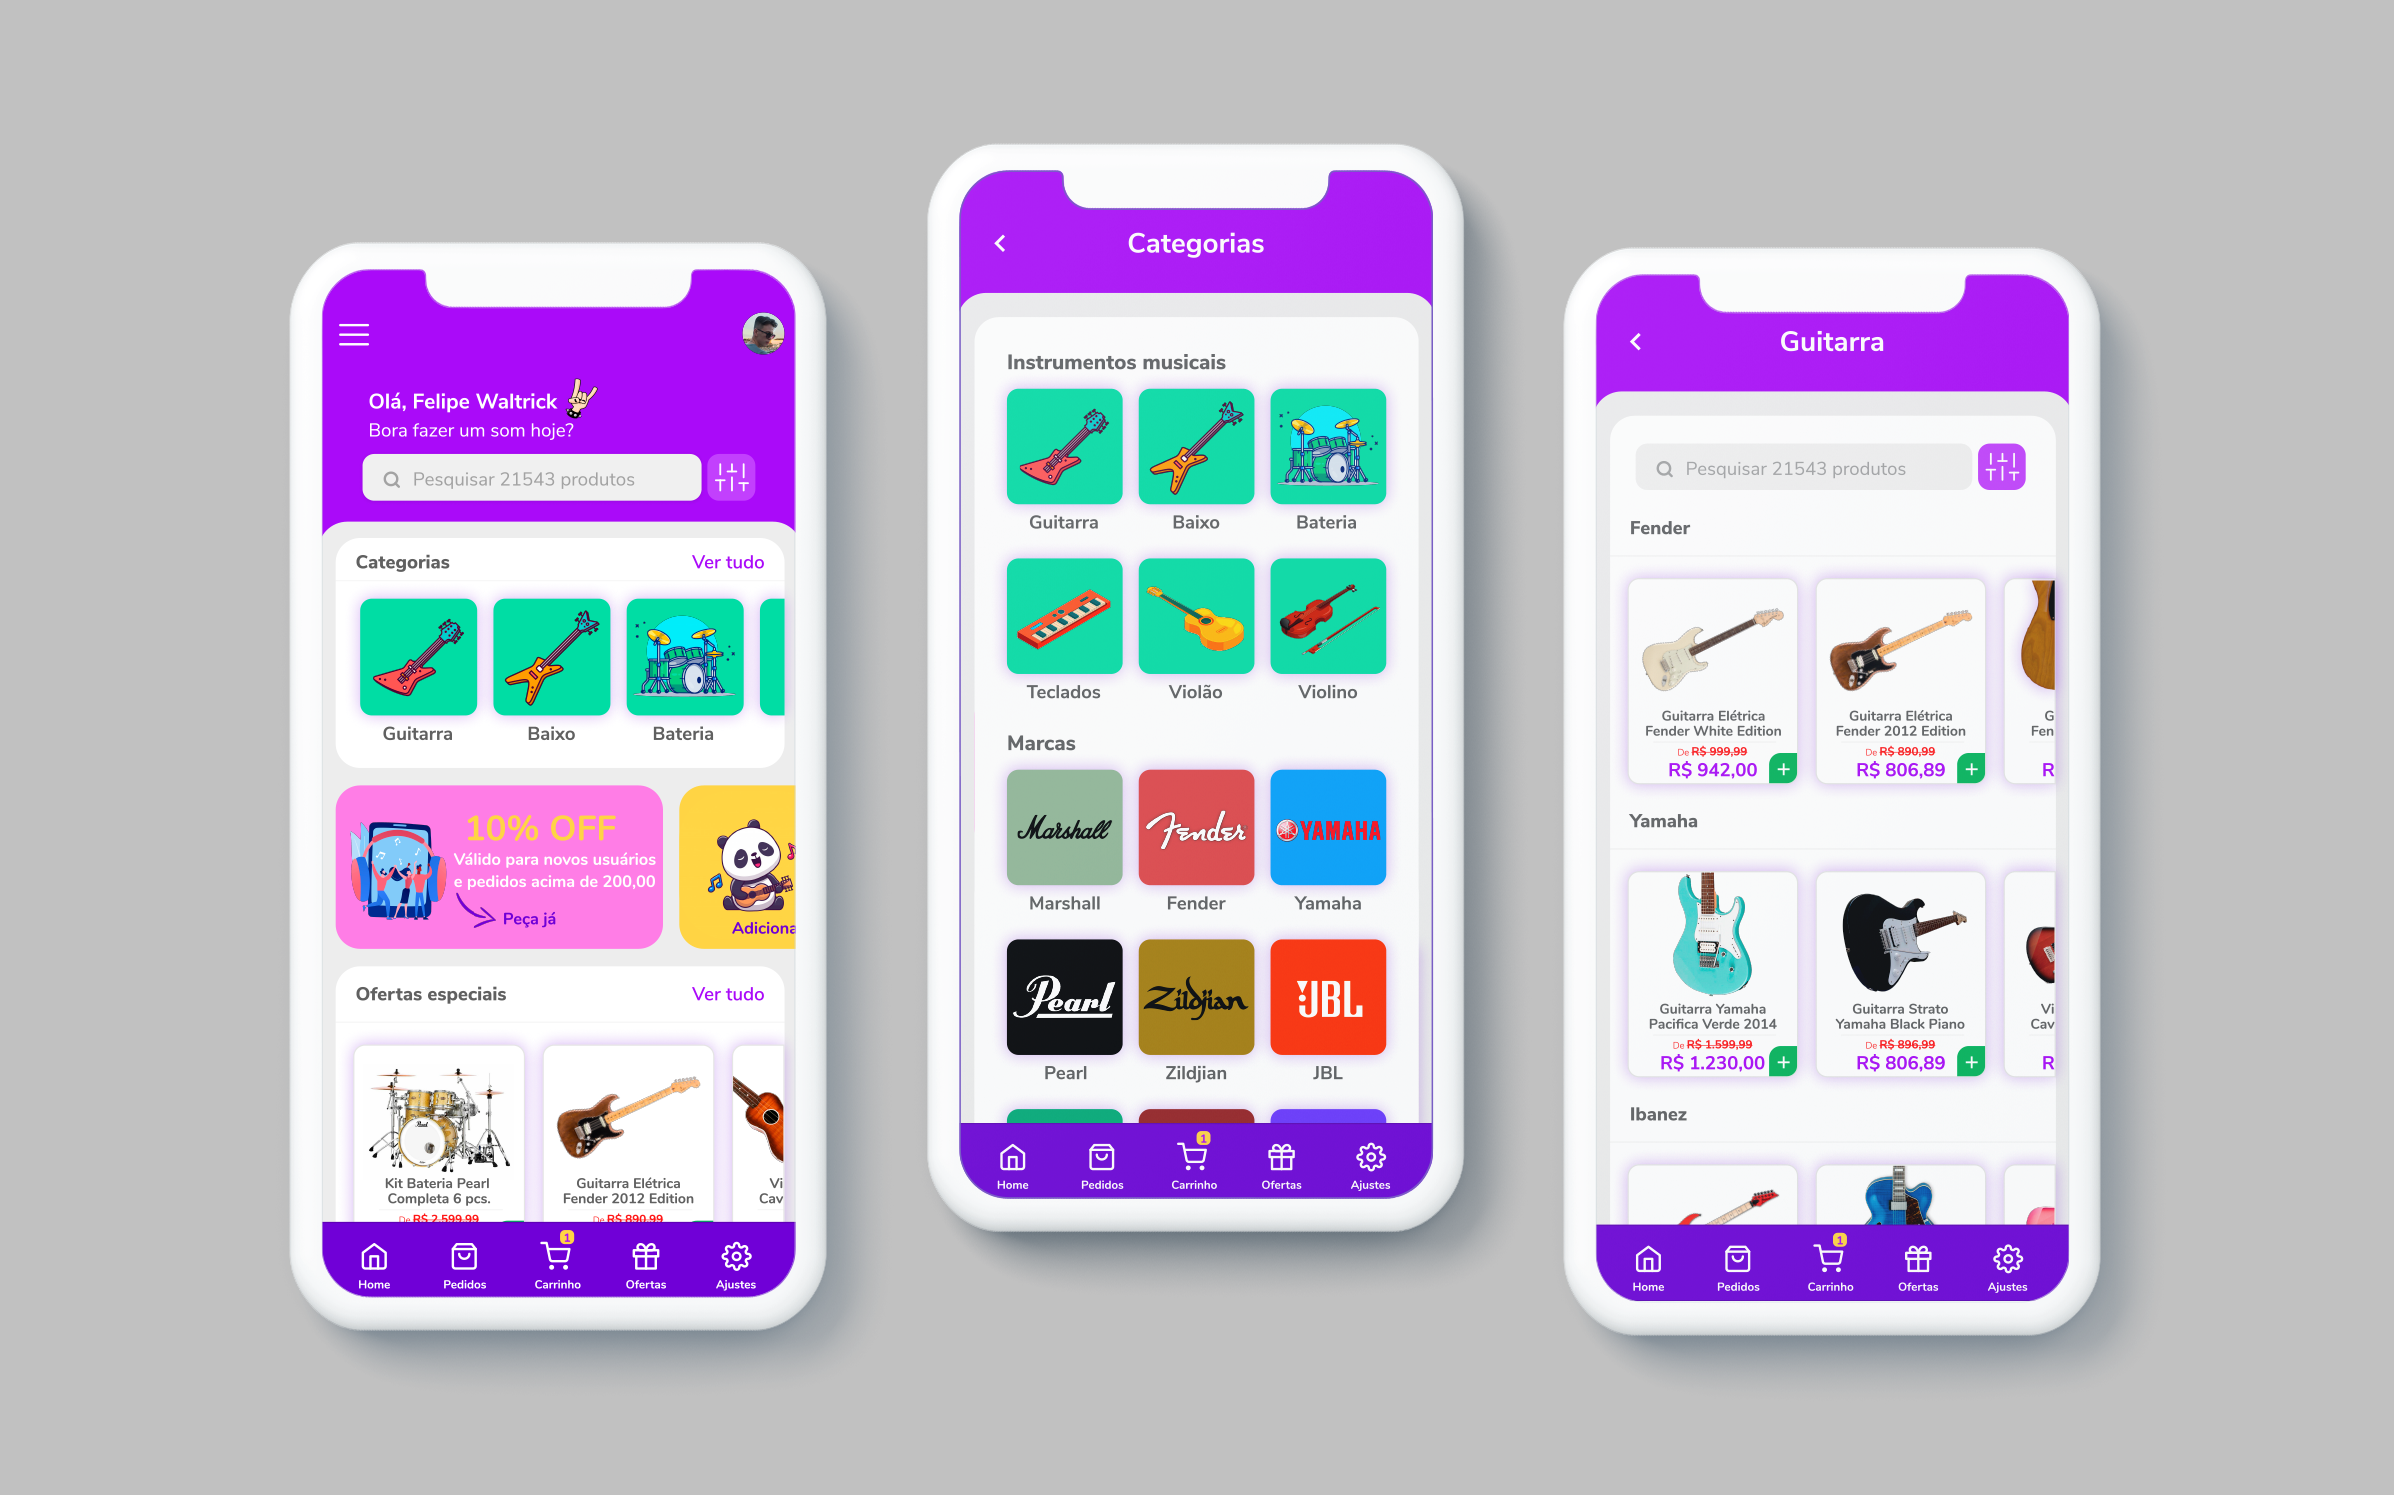 Olá, Felipe Waltrick
Bora fazer um som hoje?
Pesquisar 21543 produtos
Categorias
Ver tudo
Guitarra
Baixo
Bateria
10% OFF
Válido para novos usuários
e pedidos acima de 200,00
Peça já
Adiciona
Ofertas especiais
Ver tudo
Pearl
Kit Bateria Pearl
Completa 6 pcs.
De R$ 2.599,99
Guitarra Elétrica
Fender 2012 Edition
De R$ 890,99
Vi
Cav
1
Home
Pedidos
Carrinho
Ofertas
Ajustes
Categorias
Instrumentos musicais
Guitarra
Baixo
Bateria
Teclados
Violão
Violino
Marcas
Marshall
Fender
YAMAHA
Marshall
Fender
Yamaha
Pearl
Zildjian
JBL
Pearl
Zildjian
JBL
1
Home
Pedidos
Carrinho
Ofertas
Ajustes
Guitarra
Pesquisar 21543 produtos
Fender
Guitarra Elétrica
Fender White Edition
De R$ 999,99
R$ 942,00
+
Guitarra Elétrica
Fender 2012 Edition
De R$ 890,99
R$ 806,89
+
G
Fen
R
Yamaha
Guitarra Yamaha
Pacifica Verde 2014
De R$ 1.599,99
R$ 1.230,00
+
Guitarra Strato
Yamaha Black Piano
De R$ 896,99
R$ 806,89
+
Vi
Cav
R
Ibanez
1
Home
Pedidos
Carrinho
Ofertas
Ajustes